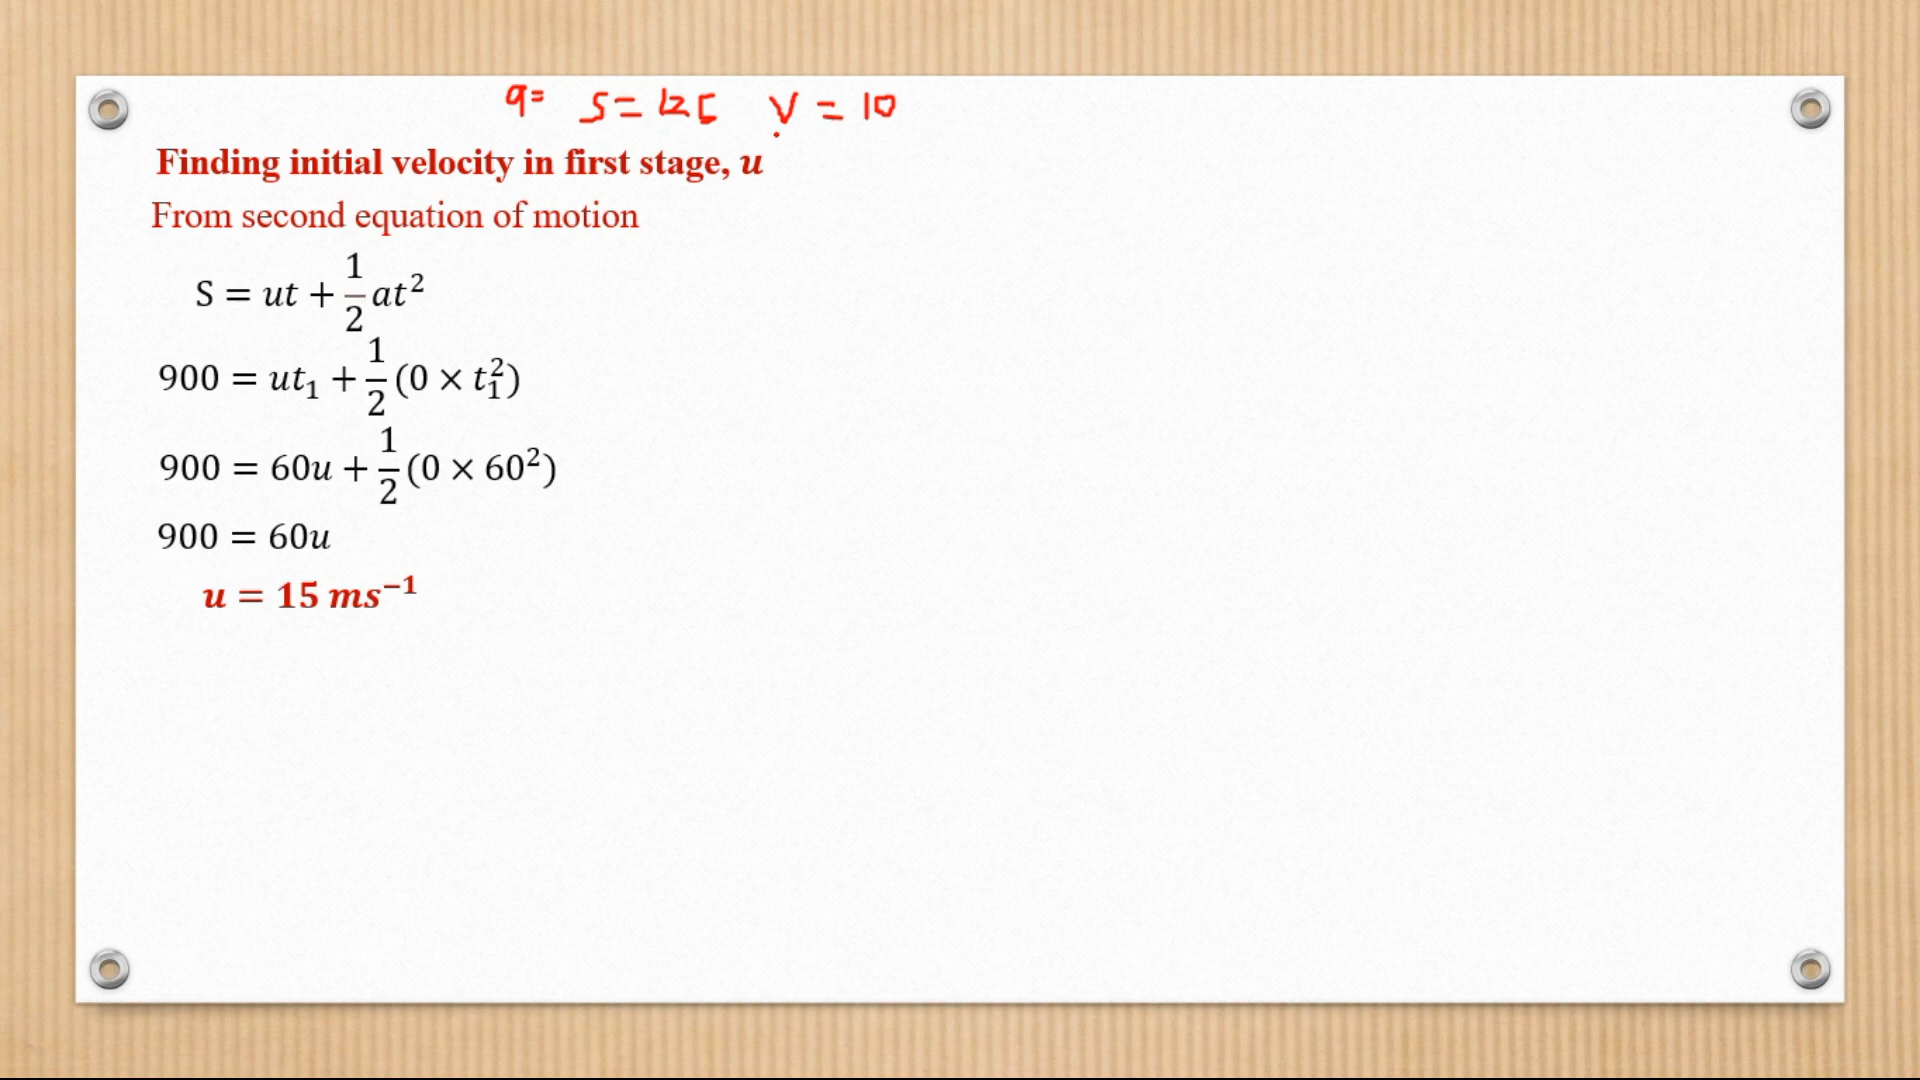 a= S=125 V=10
Finding initial velocity in first stage, u
From second equation of motion
S = ut + 1/2 at²
900 = ut₁ + 1/2 (0 × t₁²)
900 = 60u + 1/2 (0 × 60²)
900 = 60u
u = 15 ms⁻¹